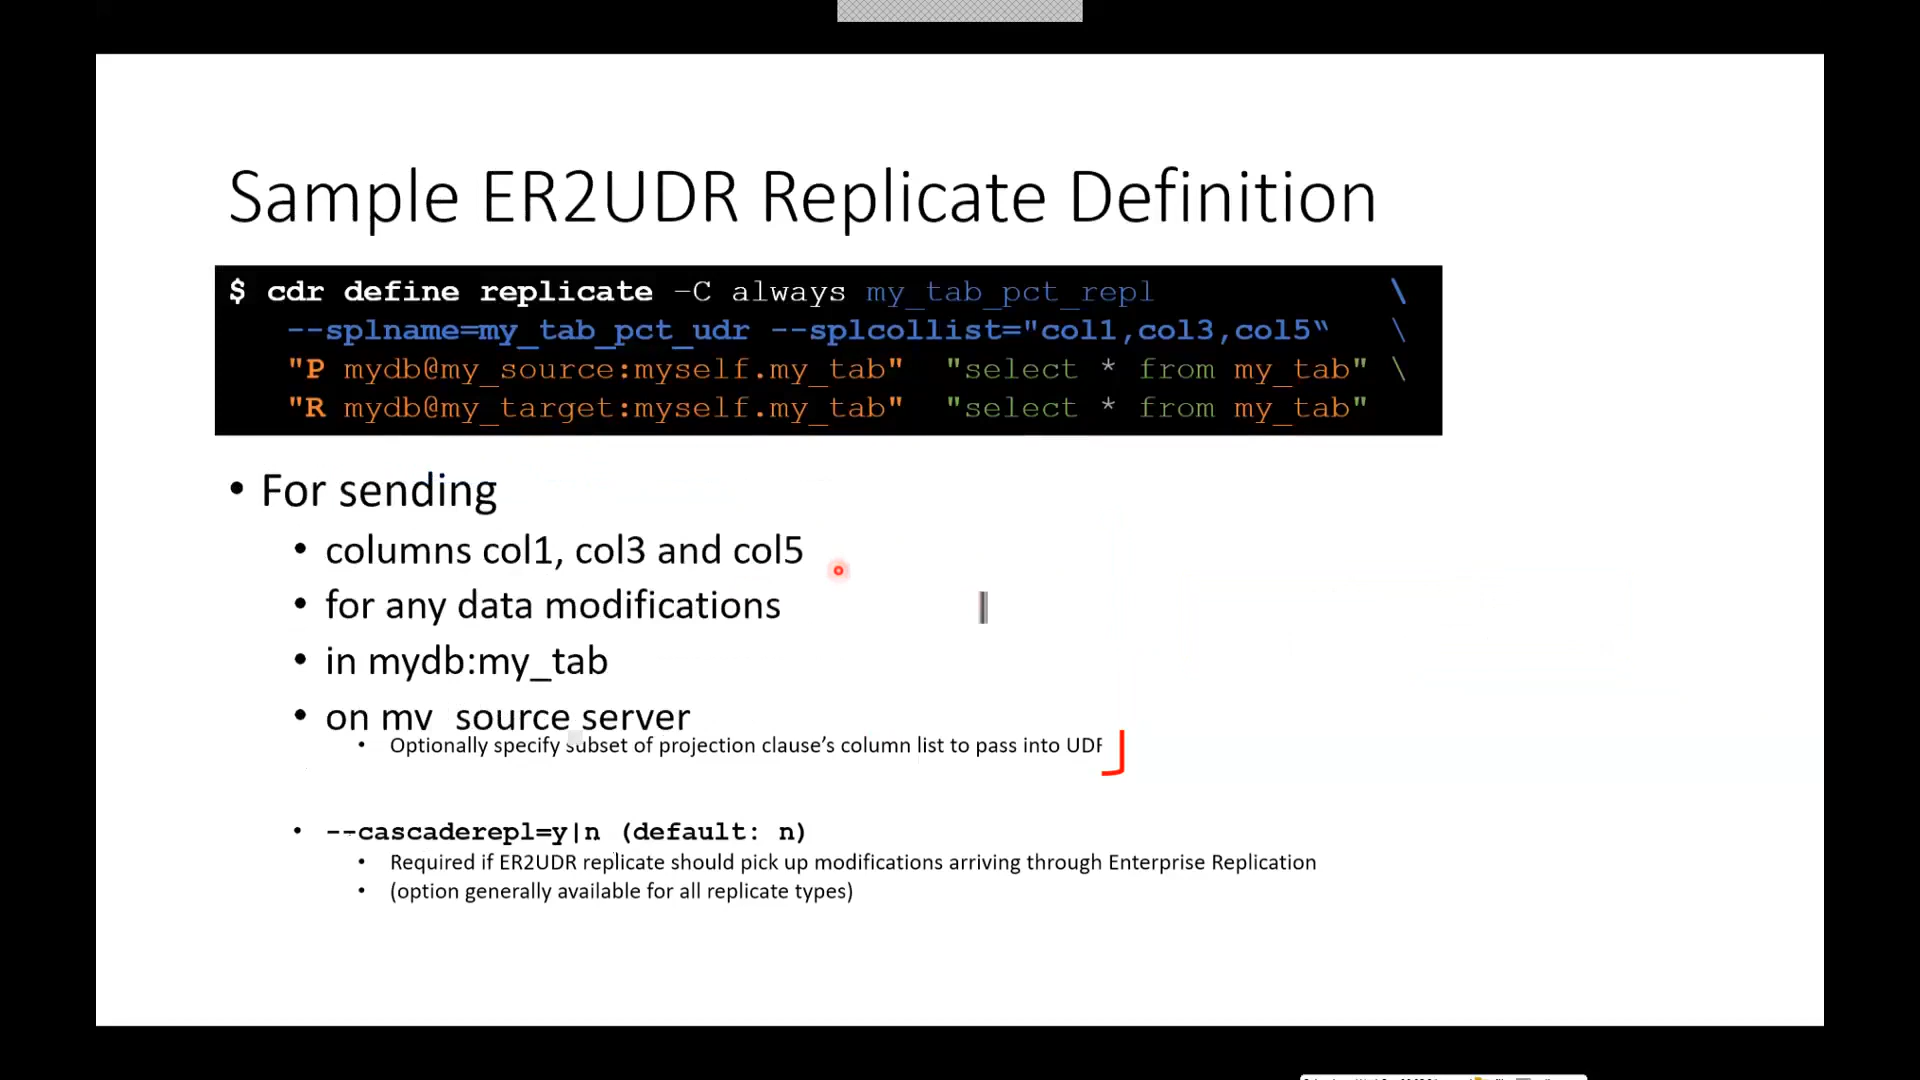 Sample ER2UDR Replicate Definition
$ cdr define replicate –C always my_tab_pct_repl \
--splname=my_tab_pct_udr --splcollist="col1,col3,col5“ \
"P mydb@my_source:myself.my_tab" "select * from my_tab" \
"R mydb@my_target:myself.my_tab" "select * from my_tab"
• For sending
• columns col1, col3 and col5
• for any data modifications
• in mydb:my_tab
• on my_source server
• Optionally specify subset of projection clause’s column list to pass into
• --cascaderepl=y|n (default: n)
• Required if ER2UDR replicate should pick up modifications arriving through Enterprise Replication
• (option generally available for all replicate types)